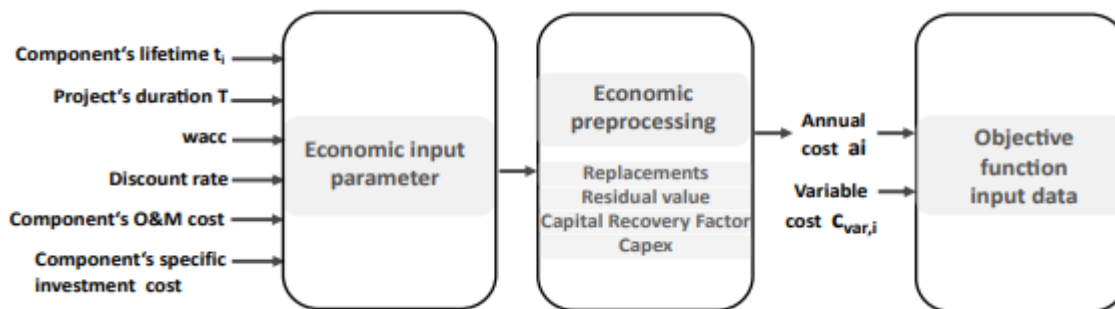 Component's lifetime tᵢ
Project's duration T
wacc
Discount rate
Component's O&M cost
Component's specific
investment cost
Economic input
parameter
Economic
preprocessing
Replacements
Residual value
Capital Recovery Factor
Capex
Annual
cost ai
Variable
cost c_var,i
Objective
function
input data